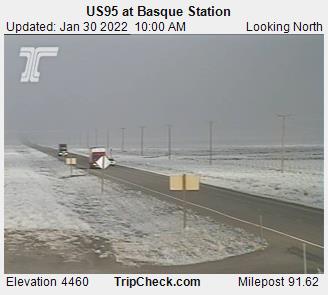 US95 at Basque Station
Updated: Jan 30 2022 10:00 AM Looking North
Elevation 4460 TripCheck.com Milepost 91.62